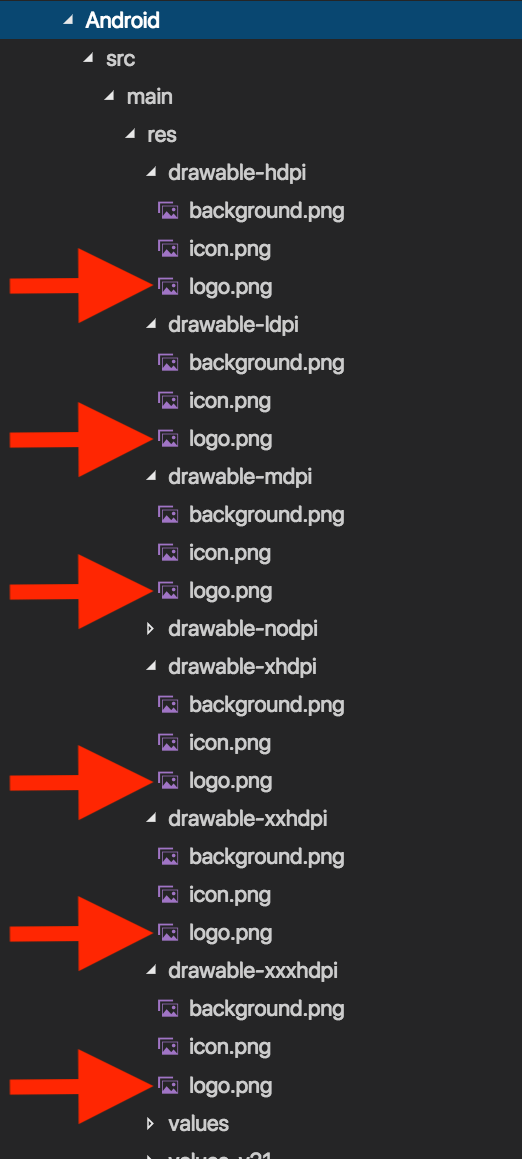 Android
src
main
res
drawable-hdpi
background.png
icon.png
logo.png
drawable-ldpi
background.png
icon.png
logo.png
drawable-mdpi
background.png
icon.png
logo.png
drawable-nodpi
drawable-xhdpi
background.png
icon.png
logo.png
drawable-xxhdpi
background.png
icon.png
logo.png
drawable-xxxhdpi
background.png
icon.png
logo.png
values
values-v21